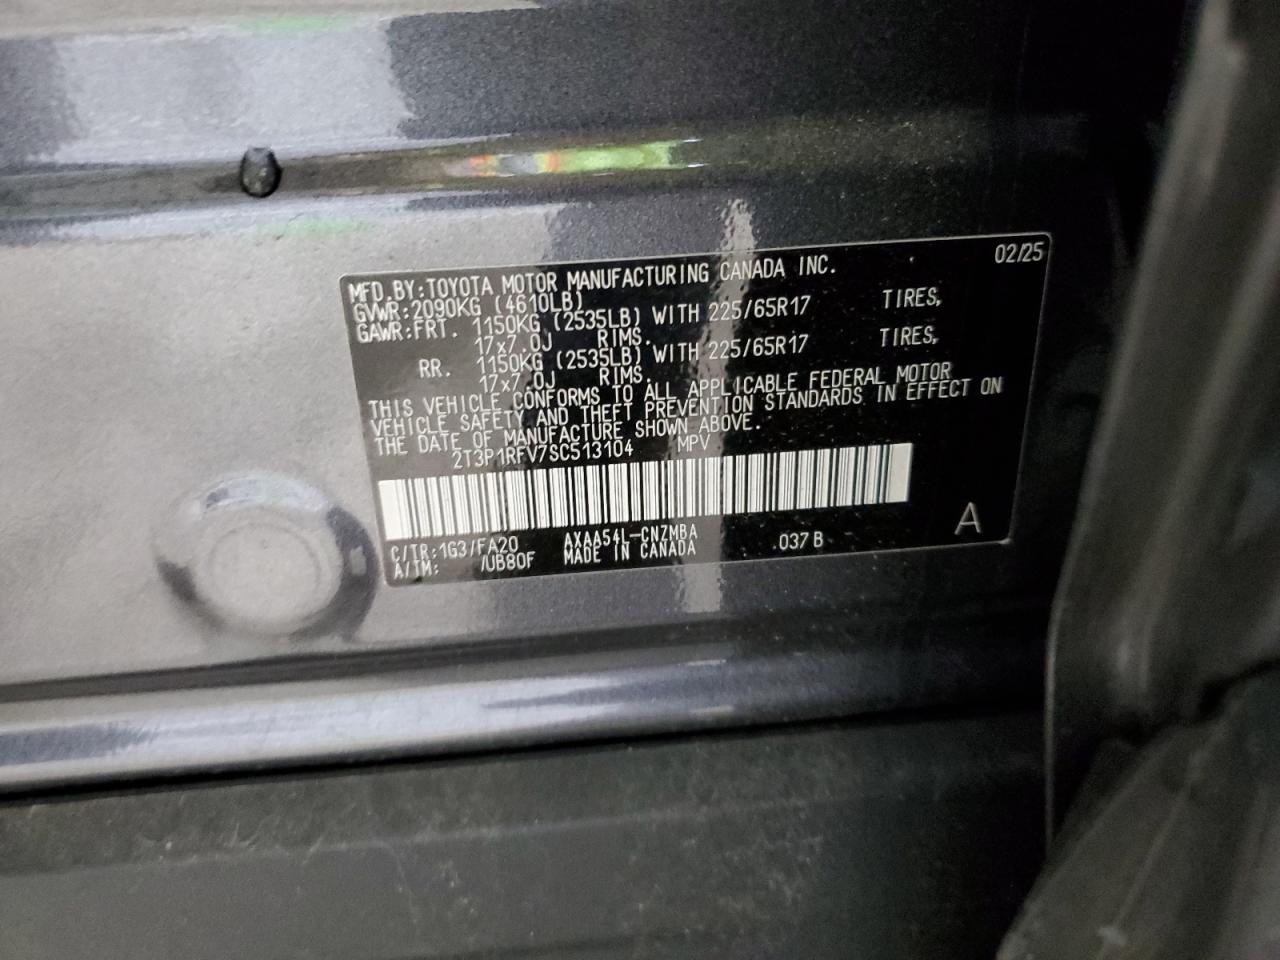 02/25
MFD.BY:TOYOTA MOTOR MANUFACTURING CANADA INC.
GVWR:2090KG (4610LB)
GAWR:FRT. 1150KG (2535LB) WITH 225/65R17 TIRES,
17x7.0J RIMS.
RR. 1150KG (2535LB) WITH 225/65R17 TIRES,
17x7.0J RIMS.
THIS VEHICLE CONFORMS TO ALL APPLICABLE FEDERAL MOTOR
VEHICLE SAFETY AND THEFT PREVENTION STANDARDS IN EFFECT ON
THE DATE OF MANUFACTURE SHOWN ABOVE.
2T3P1RFV7SC513104 MPV
C/TR:1G3/FA20 AXAA54L-CNZMBA .037B A
A/TM: /UB80F MADE IN CANADA